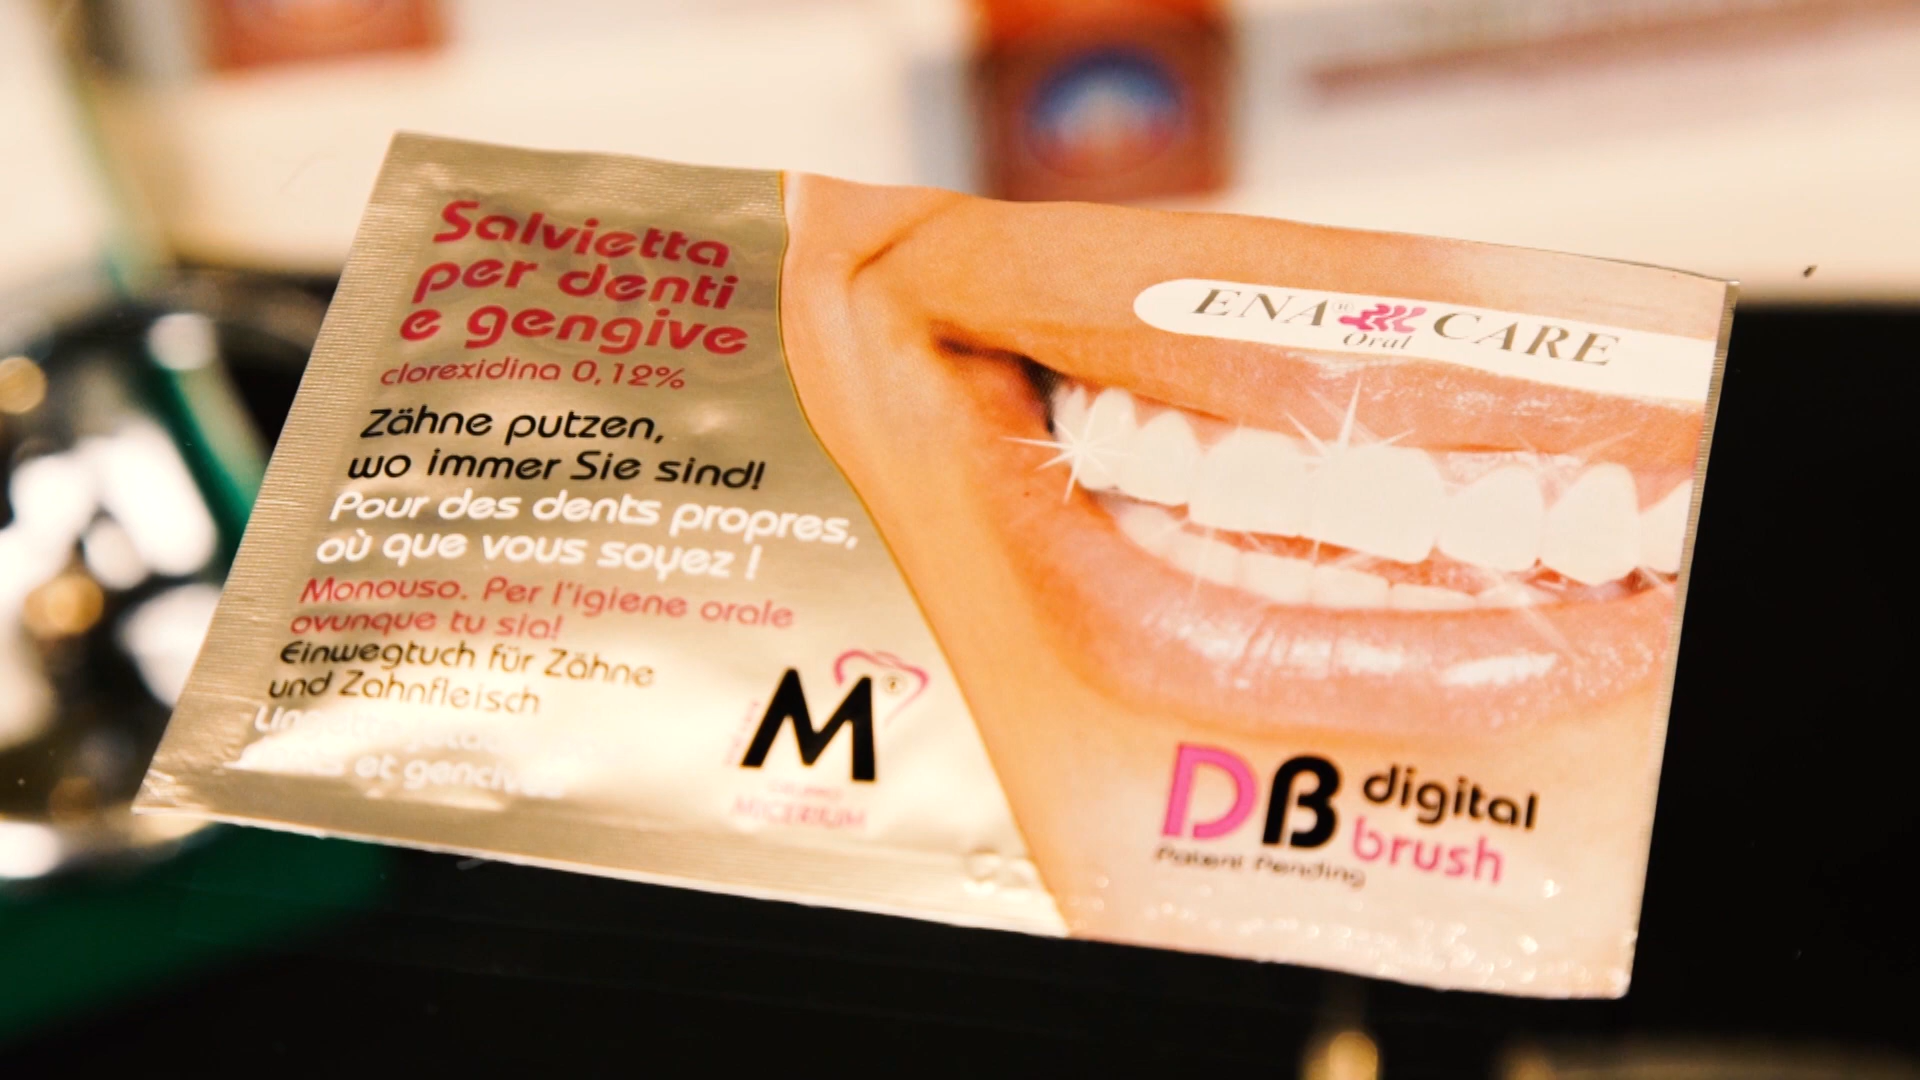 Salvietta
per denti
e gengive
clorexidina 0,12%
Zähne putzen,
wo immer Sie sind!
Pour des dents propres,
où que vous soyez !
Monouso. Per l'igiene orale
ovunque tu sia!
Einwegtuch für Zähne
und Zahnfleisch
et gencives
M
MICERIUM
ENA CARE
Oral
DB digital
brush
Patent Pending